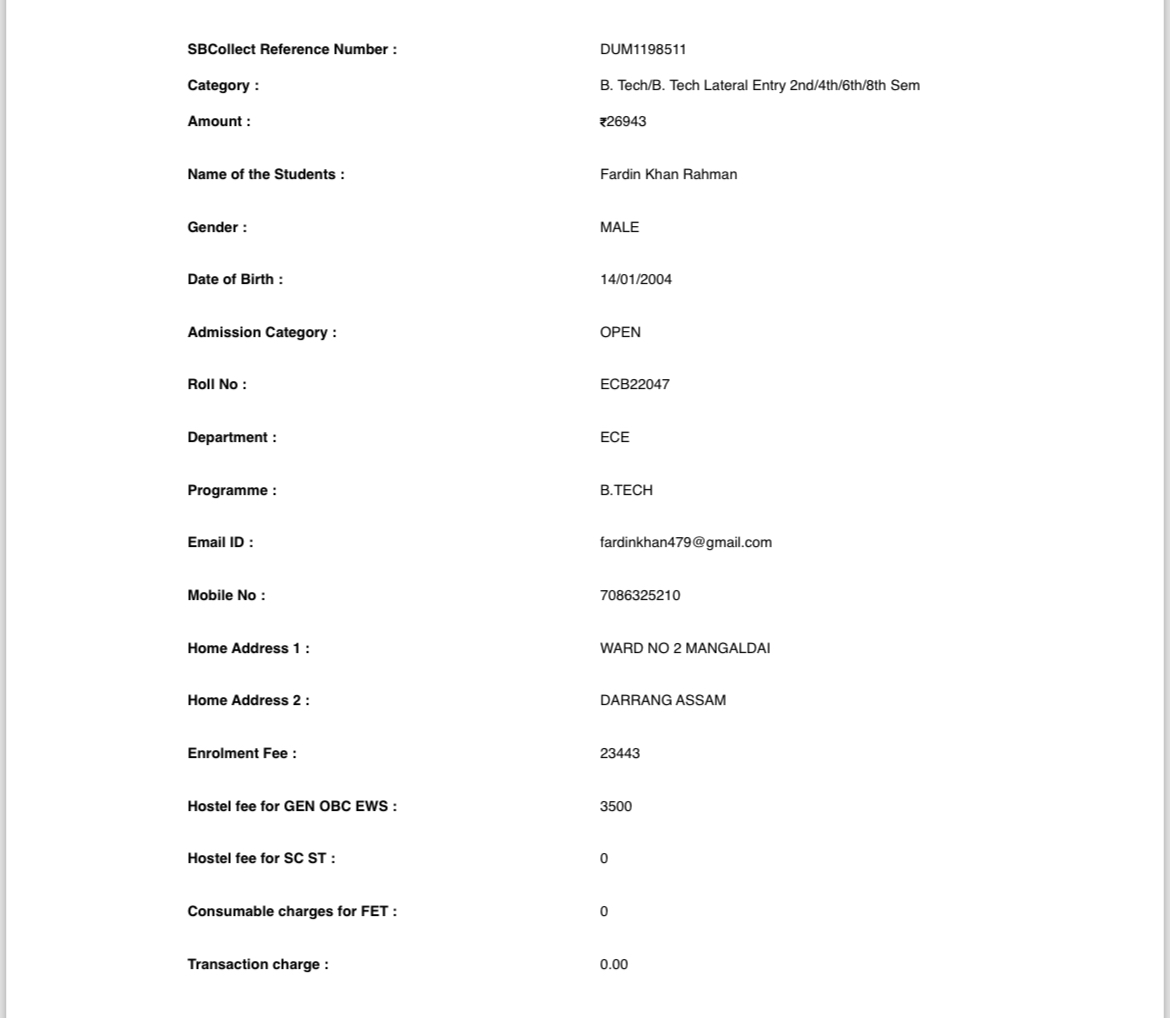 SBCollect Reference Number : DUM1198511
Category : B. Tech/B. Tech Lateral Entry 2nd/4th/6th/8th Sem
Amount : ₹26943
Name of the Students : Fardin Khan Rahman
Gender : MALE
Date of Birth : 14/01/2004
Admission Category : OPEN
Roll No : ECB22047
Department : ECE
Programme : B.TECH
Email ID : fardinkhan479@gmail.com
Mobile No : 7086325210
Home Address 1 : WARD NO 2 MANGALDAI
Home Address 2 : DARRANG ASSAM
Enrolment Fee : 23443
Hostel fee for GEN OBC EWS : 3500
Hostel fee for SC ST : 0
Consumable charges for FET : 0
Transaction charge : 0.00